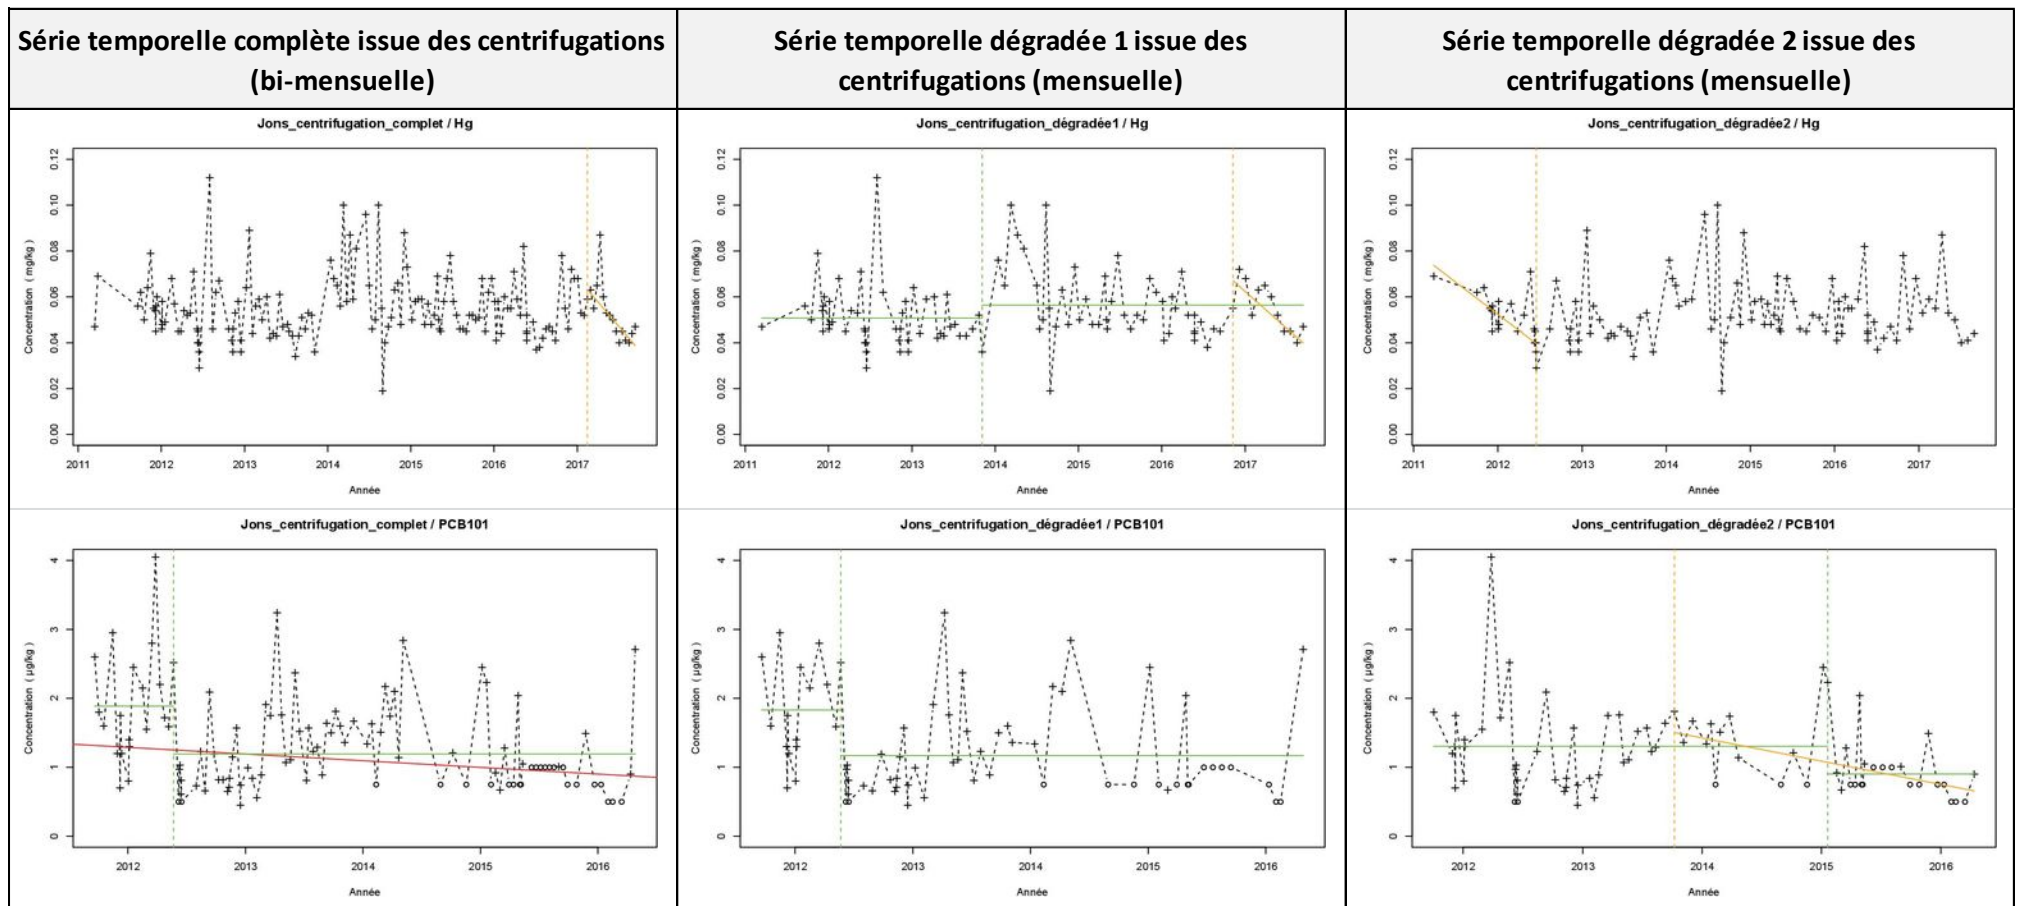 Série temporelle complète issue des centrifugations
(bi-mensuelle)
Série temporelle dégradée 1 issue des
centrifugations (mensuelle)
Série temporelle dégradée 2 issue des
centrifugations (mensuelle)
Jons_centrifugation_complet / Hg
Concentration ( mg/kg )
0.12
0.10
0.08
0.06
0.04
0.02
0.00
2011 2012 2013 2014 2015 2016 2017
Année
Jons_centrifugation_dégradée1 / Hg
Concentration ( mg/kg )
0.12
0.10
0.08
0.06
0.04
0.02
0.00
2011 2012 2013 2014 2015 2016 2017
Année
Jons_centrifugation_dégradée2 / Hg
Concentration ( mg/kg )
0.12
0.10
0.08
0.06
0.04
0.02
0.00
2011 2012 2013 2014 2015 2016 2017
Année
Jons_centrifugation_complet / PCB101
Concentration ( µg/kg )
4
3
2
1
0
2012 2013 2014 2015 2016
Année
Jons_centrifugation_dégradée1 / PCB101
Concentration ( µg/kg )
4
3
2
1
0
2012 2013 2014 2015 2016
Année
Jons_centrifugation_dégradée2 / PCB101
Concentration ( µg/kg )
4
3
2
1
0
2012 2013 2014 2015 2016
Année